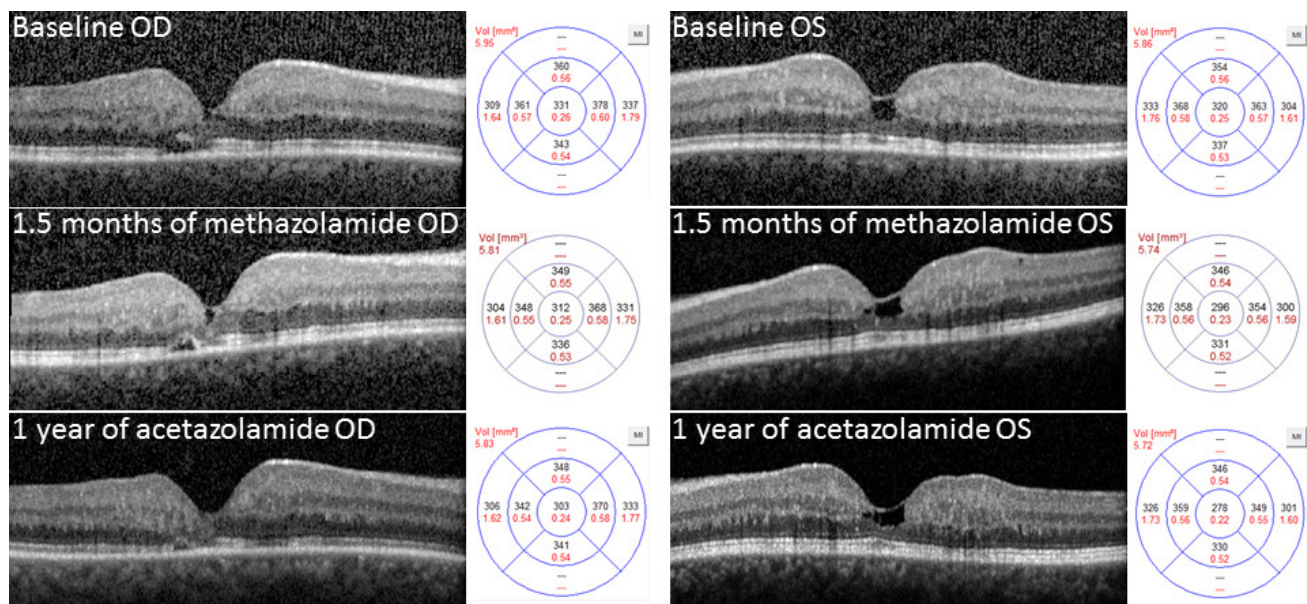 Baseline OD
Vol [mm³]
5.95
MI
---
---
360
0.56
309 361 331 378 337
1.64 0.57 0.26 0.60 1.79
343
0.54
---
---
Baseline OS
Vol [mm³]
5.86
MI
---
---
354
0.56
333 368 320 363 304
1.76 0.58 0.25 0.57 1.61
337
0.53
---
---
1.5 months of methazolamide OD
Vol [mm³]
5.81
---
---
349
0.55
304 348 312 368 331
1.61 0.55 0.25 0.58 1.75
336
0.53
---
---
1.5 months of methazolamide OS
Vol [mm³]
5.74
---
---
346
0.54
326 358 296 354 300
1.73 0.56 0.23 0.56 1.59
331
0.52
---
---
1 year of acetazolamide OD
Vol [mm³]
5.83
MI
---
---
348
0.55
306 342 303 370 333
1.62 0.54 0.24 0.58 1.77
341
0.54
---
---
1 year of acetazolamide OS
Vol [mm³]
5.72
MI
---
---
346
0.54
326 359 278 349 301
1.73 0.56 0.22 0.55 1.60
330
0.52
---
---